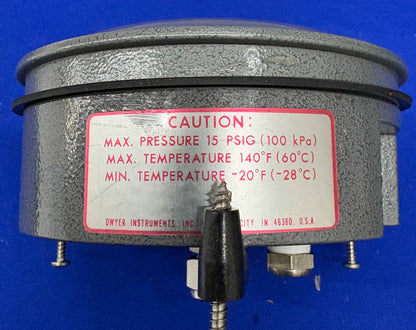 CAUTION:
MAX. PRESSURE 15 PSIG (100 kPa)
MAX. TEMPERATURE 140°F (60°C)
MIN. TEMPERATURE -20°F (-28°C)
DWYER INSTRUMENTS, INC CITY, IN 46360, U.S.A.